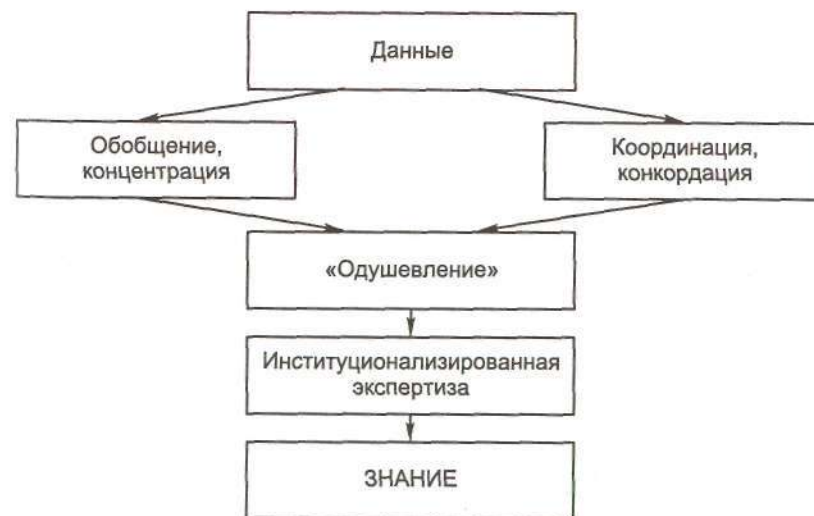 Данные
Обобщение,
концентрация
Координация,
конкордация
«Одушевление»
Институционализированная
экспертиза
ЗНАНИЕ